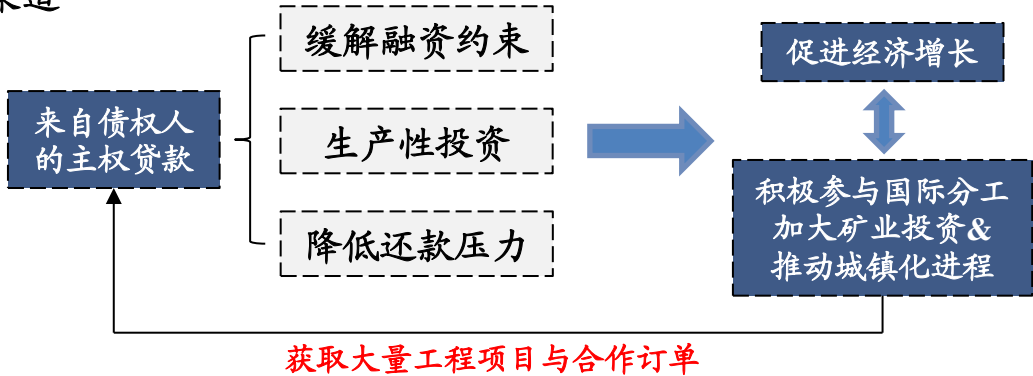 来自债权人
的主权贷款
缓解融资约束
生产性投资
降低还款压力
促进经济增长
积极参与国际分工
加大矿业投资&
推动城镇化进程
获取大量工程项目与合作订单